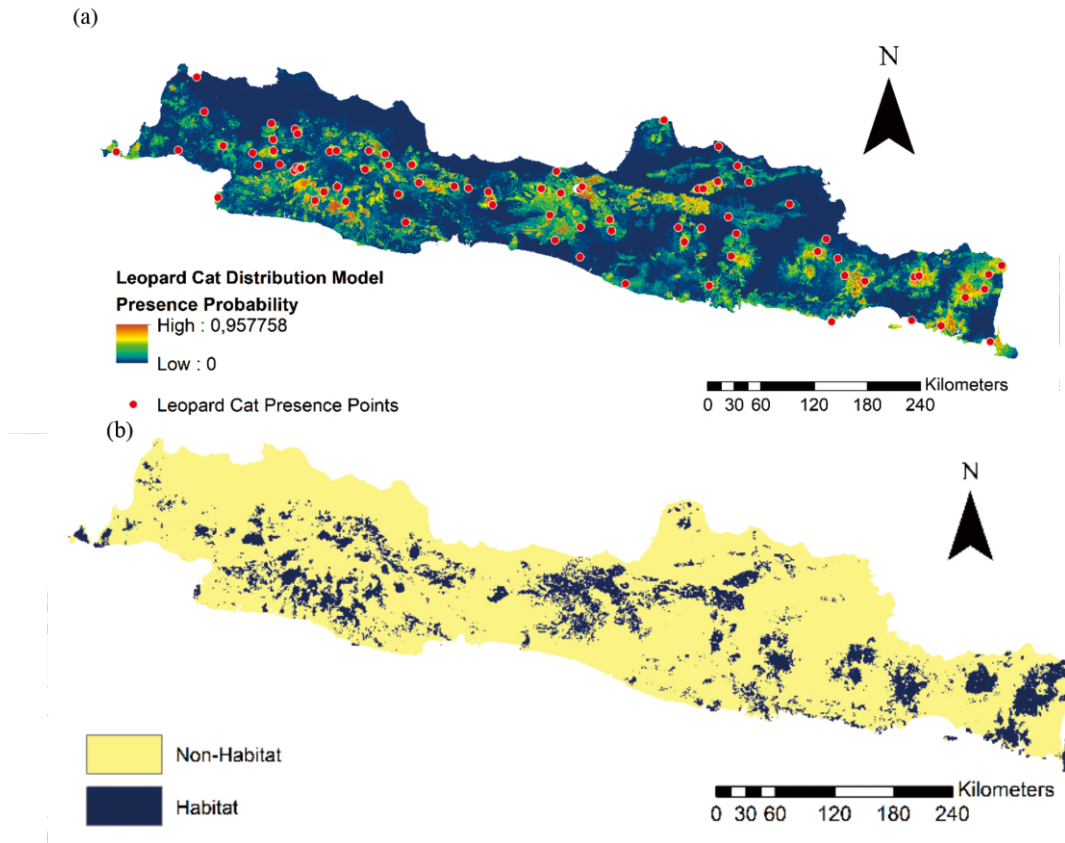 (a)
N
Leopard Cat Distribution Model
Presence Probability
High : 0,957758
Low : 0
Leopard Cat Presence Points
Kilometers
0 30 60 120 180 240
(b)
N
Non-Habitat
Habitat
Kilometers
0 30 60 120 180 240